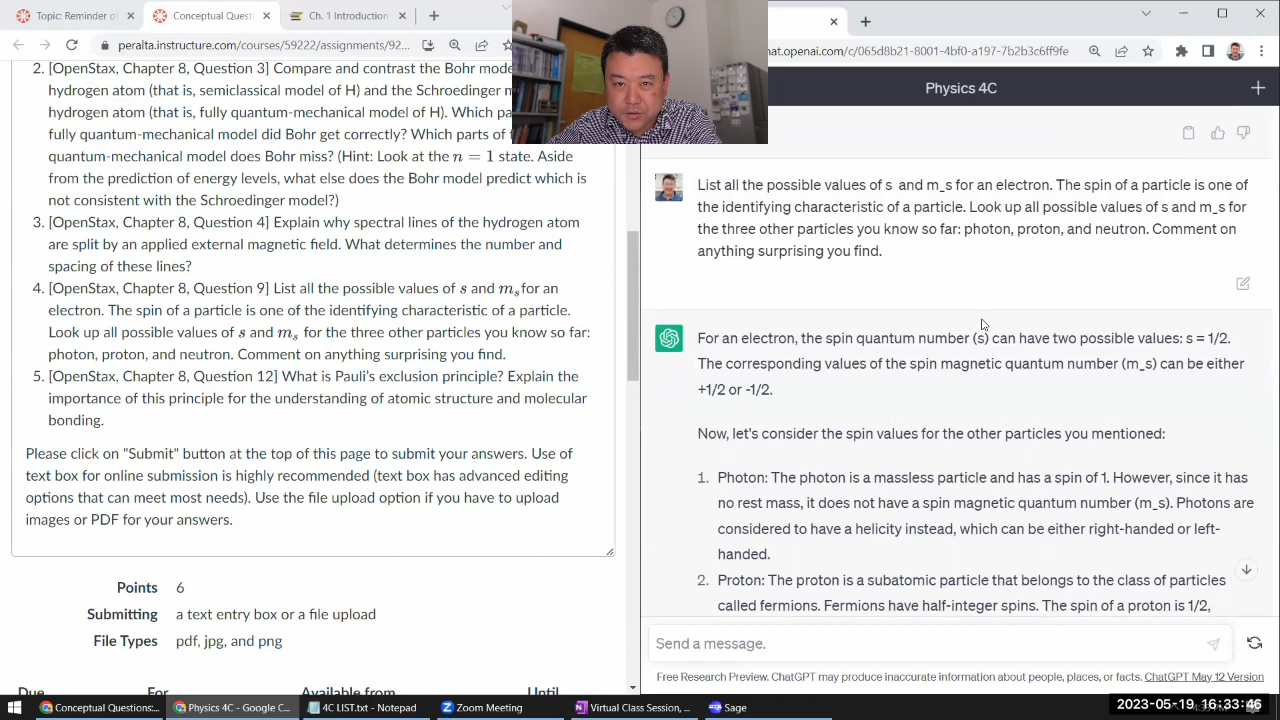 Topic: Parallel
Conceptual Quest
Ch. 1 Introduction
peralta.instructure.com/courses/59223/assignments/92...
hat.openai.com/c/065d8b21-8001-4bf0-a197-7b2b3c6ff9fe
2. [OpenStax, Chapter 8, Question 3] Compare and contrast the Bohr mode
hydrogen atom (that is, semiclassical model of H) and the Schroedinger m
hydrogen atom (that is, fully quantum-mechanical model of H). Which pa
fully quantum-mechanical model did Bohr get correctly? Which parts of
quantum-mechanical model does Bohr miss? (Hint: Look at the n = 1 state. Aside
from the prediction of energy levels, what else does the Bohr model predict which is
not consistent with the Schroedinger model?)
3. [OpenStax, Chapter 8, Question 4] Explain why spectral lines of the hydrogen atom
are split by an applied external magnetic field. What determines the number and
spacing of these lines?
4. [OpenStax, Chapter 8, Question 9] List all the possible values of s and m_s for an
electron. The spin of a particle is one of the identifying characteristic of a particle.
Look up all possible values of s and m_s for the three other particles you know so far:
photon, proton, and neutron. Comment on anything surprising you find.
5. [OpenStax, Chapter 8, Question 12] What is Pauli's exclusion principle? Explain the
importance of this principle for the understanding of atomic structure and molecular
bonding.
Please click on "Submit" button at the top of this page to submit your answers. Use of
text box for online submission is highly recommended (text box has advanced editing
options that can meet most needs). Use the file upload option if you have to upload
images or PDF for your answers.
Points 6
Submitting a text entry box or a file upload
File Types pdf, jpg, and png
Due For Available from Until
Physics 4C
List all the possible values of s and m_s for an electron. The spin of a particle is one of
the identifying characteristic of a particle. Look up all possible values of s and m_s for
the three other particles you know so far: photon, proton, and neutron. Comment on
anything surprising you find.
For an electron, the spin quantum number (s) can have two possible values: s = 1/2.
The corresponding values of the spin magnetic quantum number (m_s) can be either
+1/2 or -1/2.
Now, let's consider the spin values for the other particles you mentioned:
1. Photon: The photon is a massless particle and has a spin of 1. However, since it has
no rest mass, it does not have a spin magnetic quantum number (m_s). Photons are
considered to have a helicity instead, which can be either right-handed or left-
handed.
2. Proton: The proton is a subatomic particle that belongs to the class of particles
called fermions. Fermions have half-integer spins. The spin of a proton is 1/2,
Send a message.
Free Research Preview. ChatGPT may produce inaccurate information about people, places, or facts. ChatGPT May 12 Version
Conceptual Questions:...
Physics 4C - Google C...
4C LIST.txt - Notepad
Zoom Meeting
Virtual Class Session, ...
Sage
2023-05-19 16:33:46